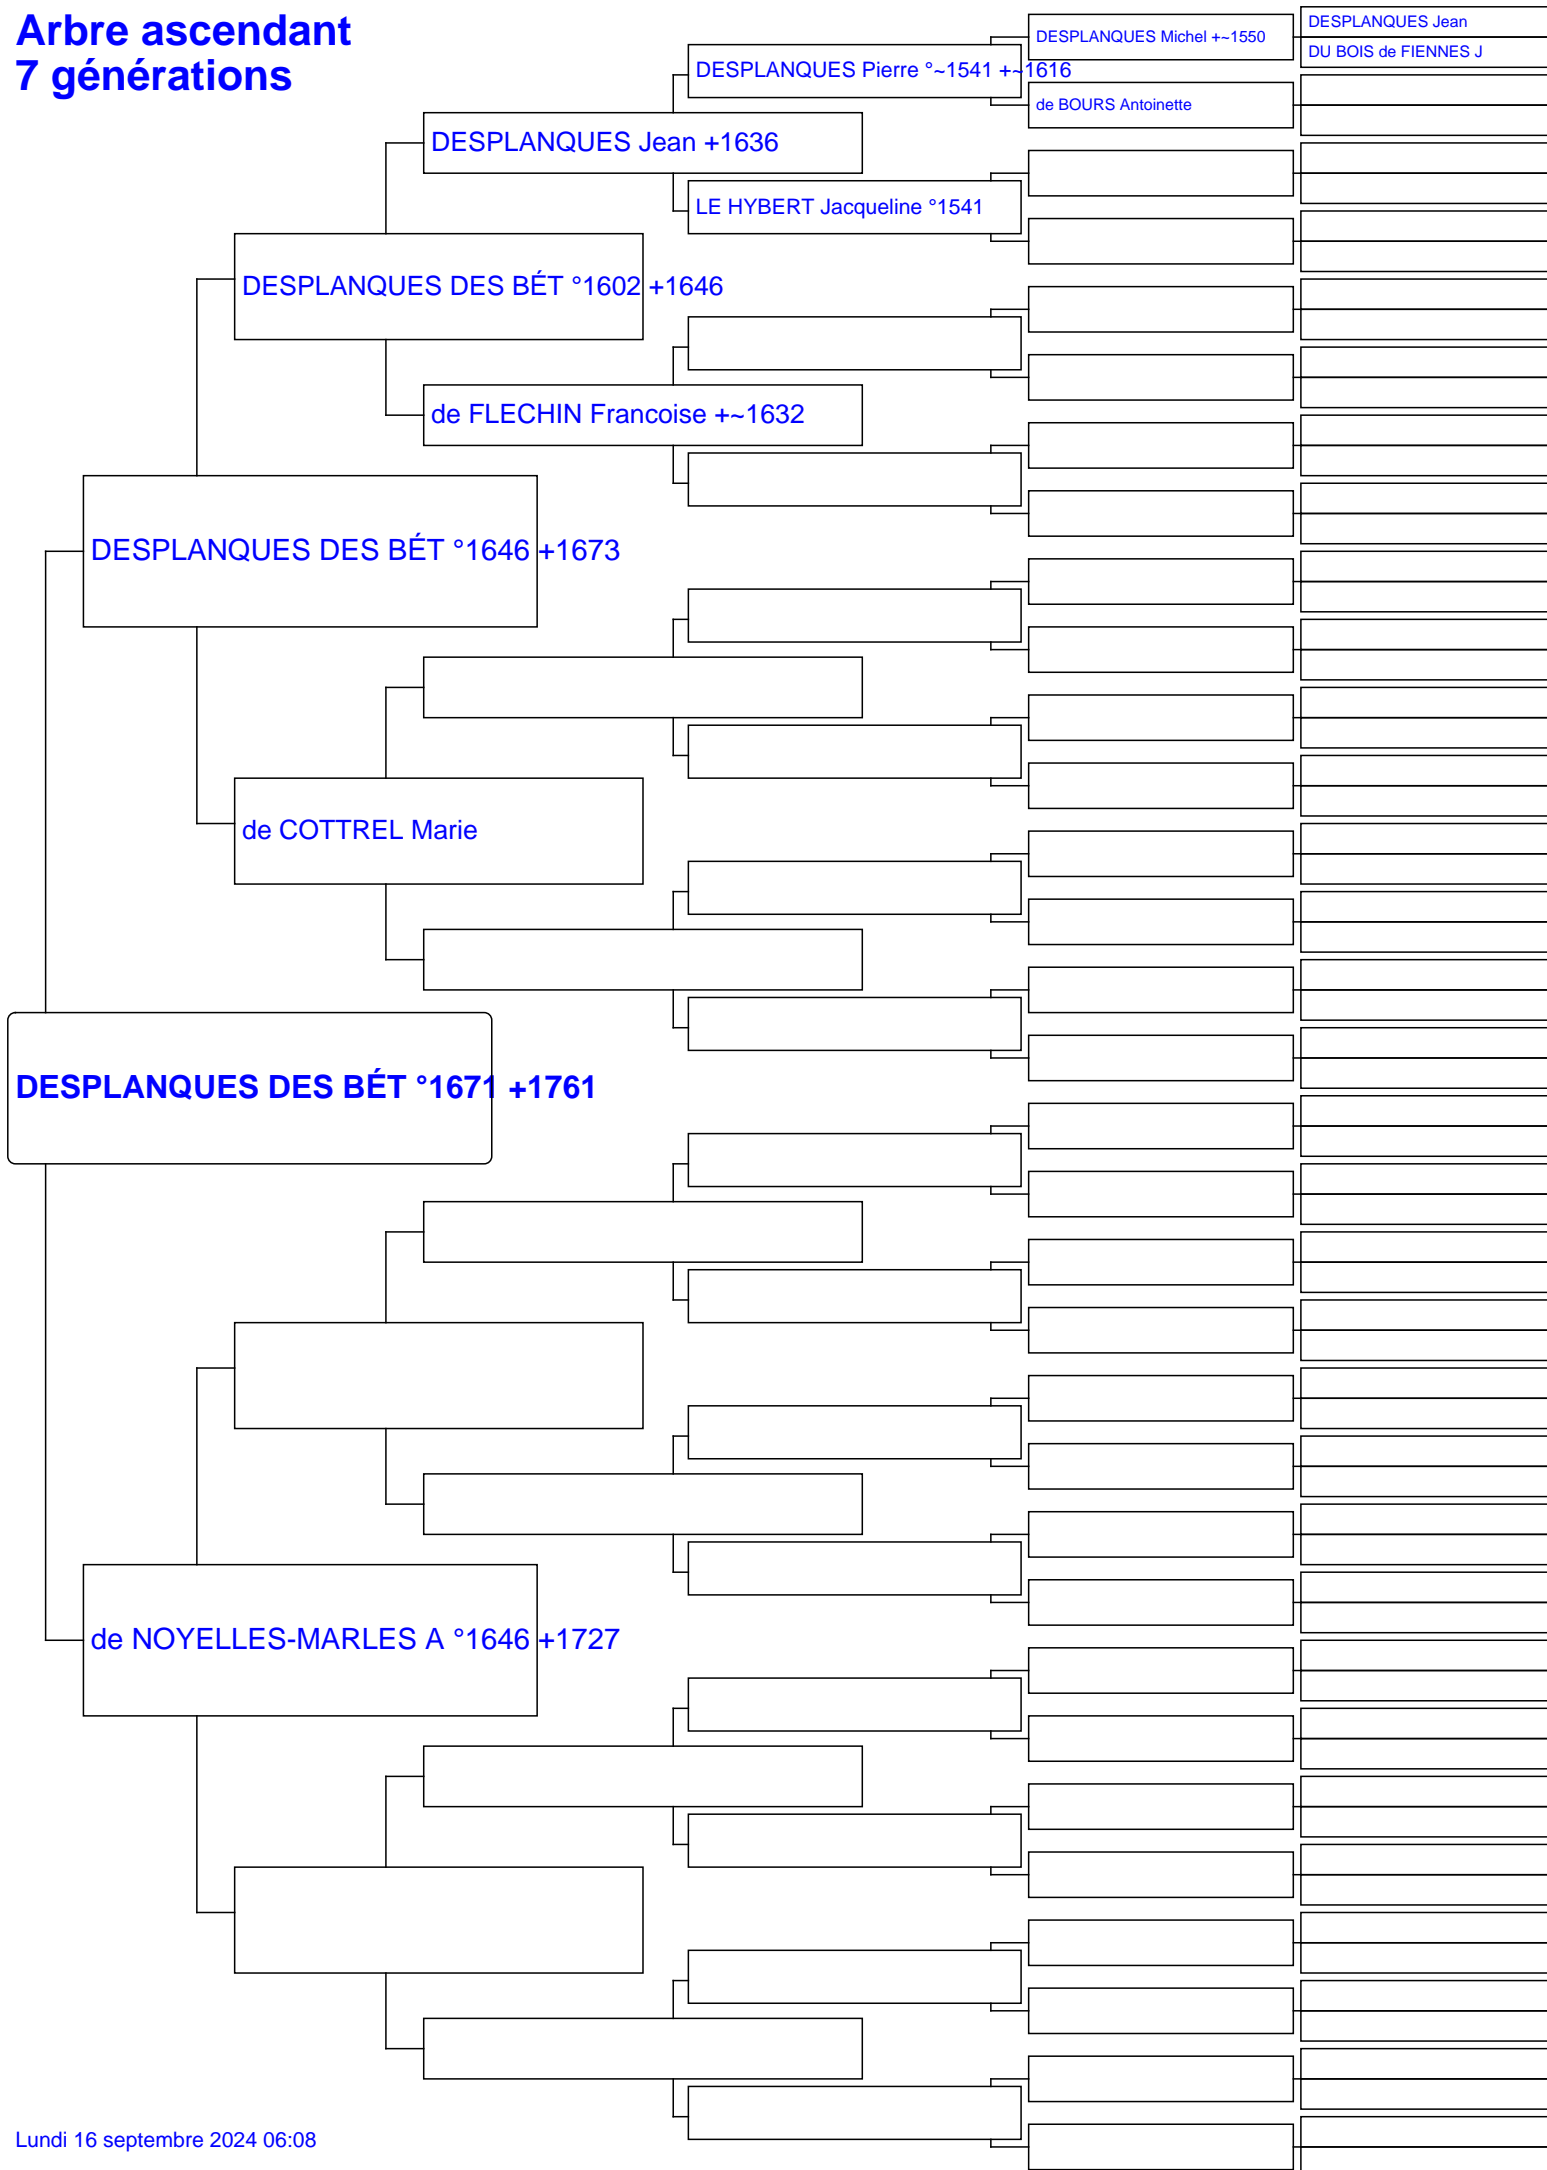 Arbre ascendant
7 générations
DESPLANQUES Jean
DESPLANQUES Michel +~1550
DU BOIS de FIENNES J
DESPLANQUES Pierre °~1541 +~1616
de BOURS Antoinette
DESPLANQUES Jean +1636
LE HYBERT Jacqueline °1541
DESPLANQUES DES BÉT °1602 +1646
de FLECHIN Francoise +~1632
DESPLANQUES DES BÉT °1646 +1673
de COTTREL Marie
DESPLANQUES DES BÉT °1671 +1761
de NOYELLES-MARLES A °1646 +1727
Lundi 16 septembre 2024 06:08